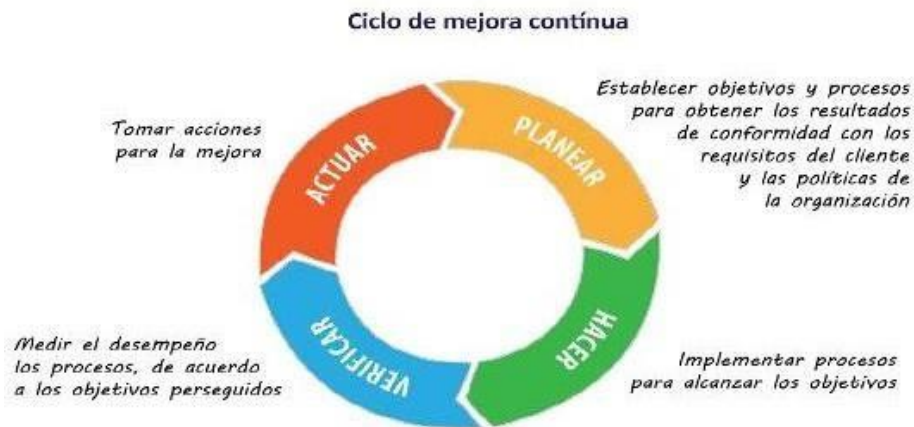 Ciclo de mejora contínua
Establecer objetivos y procesos
para obtener los resultados
de conformidad con los
requisitos del cliente
y las políticas de
la organización
Tomar acciones
para la mejora
PLANEAR
ACTUAR
HACER
VERIFICAR
Implementar procesos
para alcanzar los objetivos
Medir el desempeño
los procesos, de acuerdo
a los objetivos perseguidos